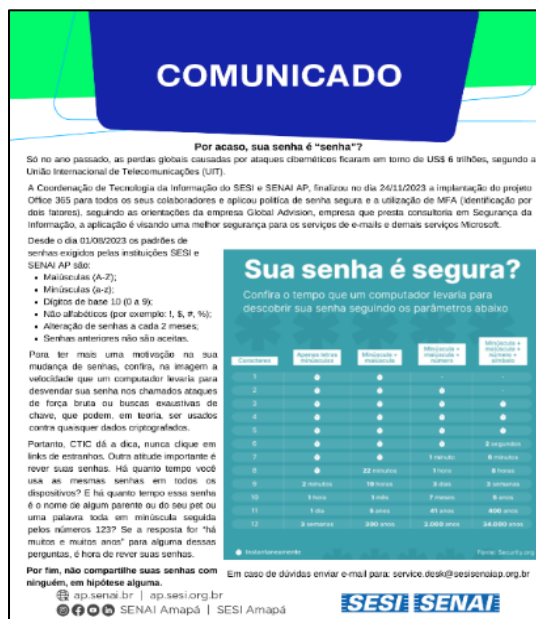 COMUNICADO
Por acaso, sua senha é “senha”?
Só no ano passado, as perdas globais causadas por ataques cibernéticos ficaram em torno de US$ 6 trilhões, segundo a
União Internacional de Telecomunicações (UIT).
A Coordenação de Tecnologia da Informação do SESI e SENAI AP, finalizou no dia 24/11/2023 a implantação do projeto
Office 365 para todos os seus colaboradores e aplicou política de senha segura e a utilização de MFA (identificação por
dois fatores), seguindo as orientações da empresa Global Advision, empresa que presta consultoria em Segurança da
Informação, a aplicação é visando uma melhor segurança para os serviços de e-mails e demais serviços Microsoft.
Desde o dia 01/08/2023 os padrões de
senhas exigidos pelas instituições SESI e
SENAI AP são:
• Maiúsculas (A-Z);
• Minúsculas (a-z);
• Dígitos de base 10 (0 a 9);
• Não alfabéticos (por exemplo: !, $, #, %);
• Alteração de senhas a cada 2 meses;
• Senhas anteriores não são aceitas.
Para ter mais uma motivação na sua
mudança de senhas, confira, na imagem a
velocidade que um computador levaria para
desvendar sua senha nos chamados ataques
de força bruta ou buscas exaustivas de
chave, que podem, em teoria, ser usados
contra quaisquer dados criptografados.
Portanto, CTIC dá a dica, nunca clique em
links de estranhos. Outra atitude importante é
rever suas senhas. Há quanto tempo você
usa as mesmas senhas em todos os
dispositivos? E há quanto tempo essa senha
é o nome de algum parente ou do seu pet ou
uma palavra toda em minúscula seguida
pelos números 123? Se a resposta for “há
muitos e muitos anos” para alguma dessas
perguntas, é hora de rever suas senhas.
Por fim, não compartilhe suas senhas com
ninguém, em hipótese alguma.
Sua senha é segura?
Confira o tempo que um computador levaria para
descobrir sua senha seguindo os parâmetros abaixo
Caracteres Apenas letras minúsculas Minúscula + maiúscula Minúscula + maiúscula + número Minúscula + maiúscula + número + símbolo
1 - -
2 -
3
4
5
6 3 segundos
7 1 minuto 6 minutos
8 22 minutos 1 hora 8 horas
9 2 minutos 19 horas 3 dias 3 semanas
10 1 hora 1 mês 7 meses 5 anos
11 1 dia 5 anos 41 anos 400 anos
12 3 semanas 300 anos 2.000 anos 34.000 anos
Instantaneamente
Fonte: Security.org
Em caso de dúvidas enviar e-mail para: service.desk@sesisenaiap.org.br
ap.senai.br | ap.sesi.org.br
SENAI Amapá | SESI Amapá
SESI SENAI